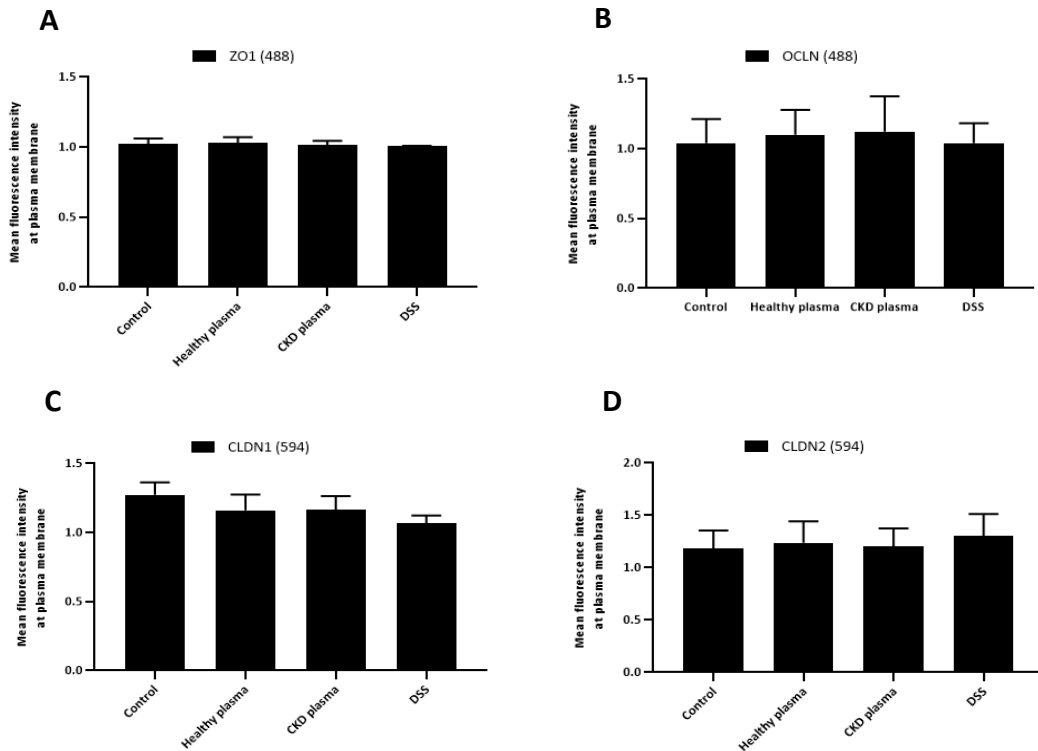 A
ZO1 (488)
Mean fluorescence intensity
at plasma membrane
1.5
1.0
0.5
0.0
Control
Healthy plasma
CKD plasma
DSS
B
OCLN (488)
Mean fluorescence intensity
at plasma membrane
1.5
1.0
0.5
0.0
Control
Healthy plasma
CKD plasma
DSS
C
CLDN1 (594)
Mean fluorescence intensity
at plasma membrane
1.5
1.0
0.5
0.0
Control
Healthy plasma
CKD plasma
DSS
D
CLDN2 (594)
Mean fluorescence intensity
at plasma membrane
2.0
1.5
1.0
0.5
0.0
Control
Healthy plasma
CKD plasma
DSS